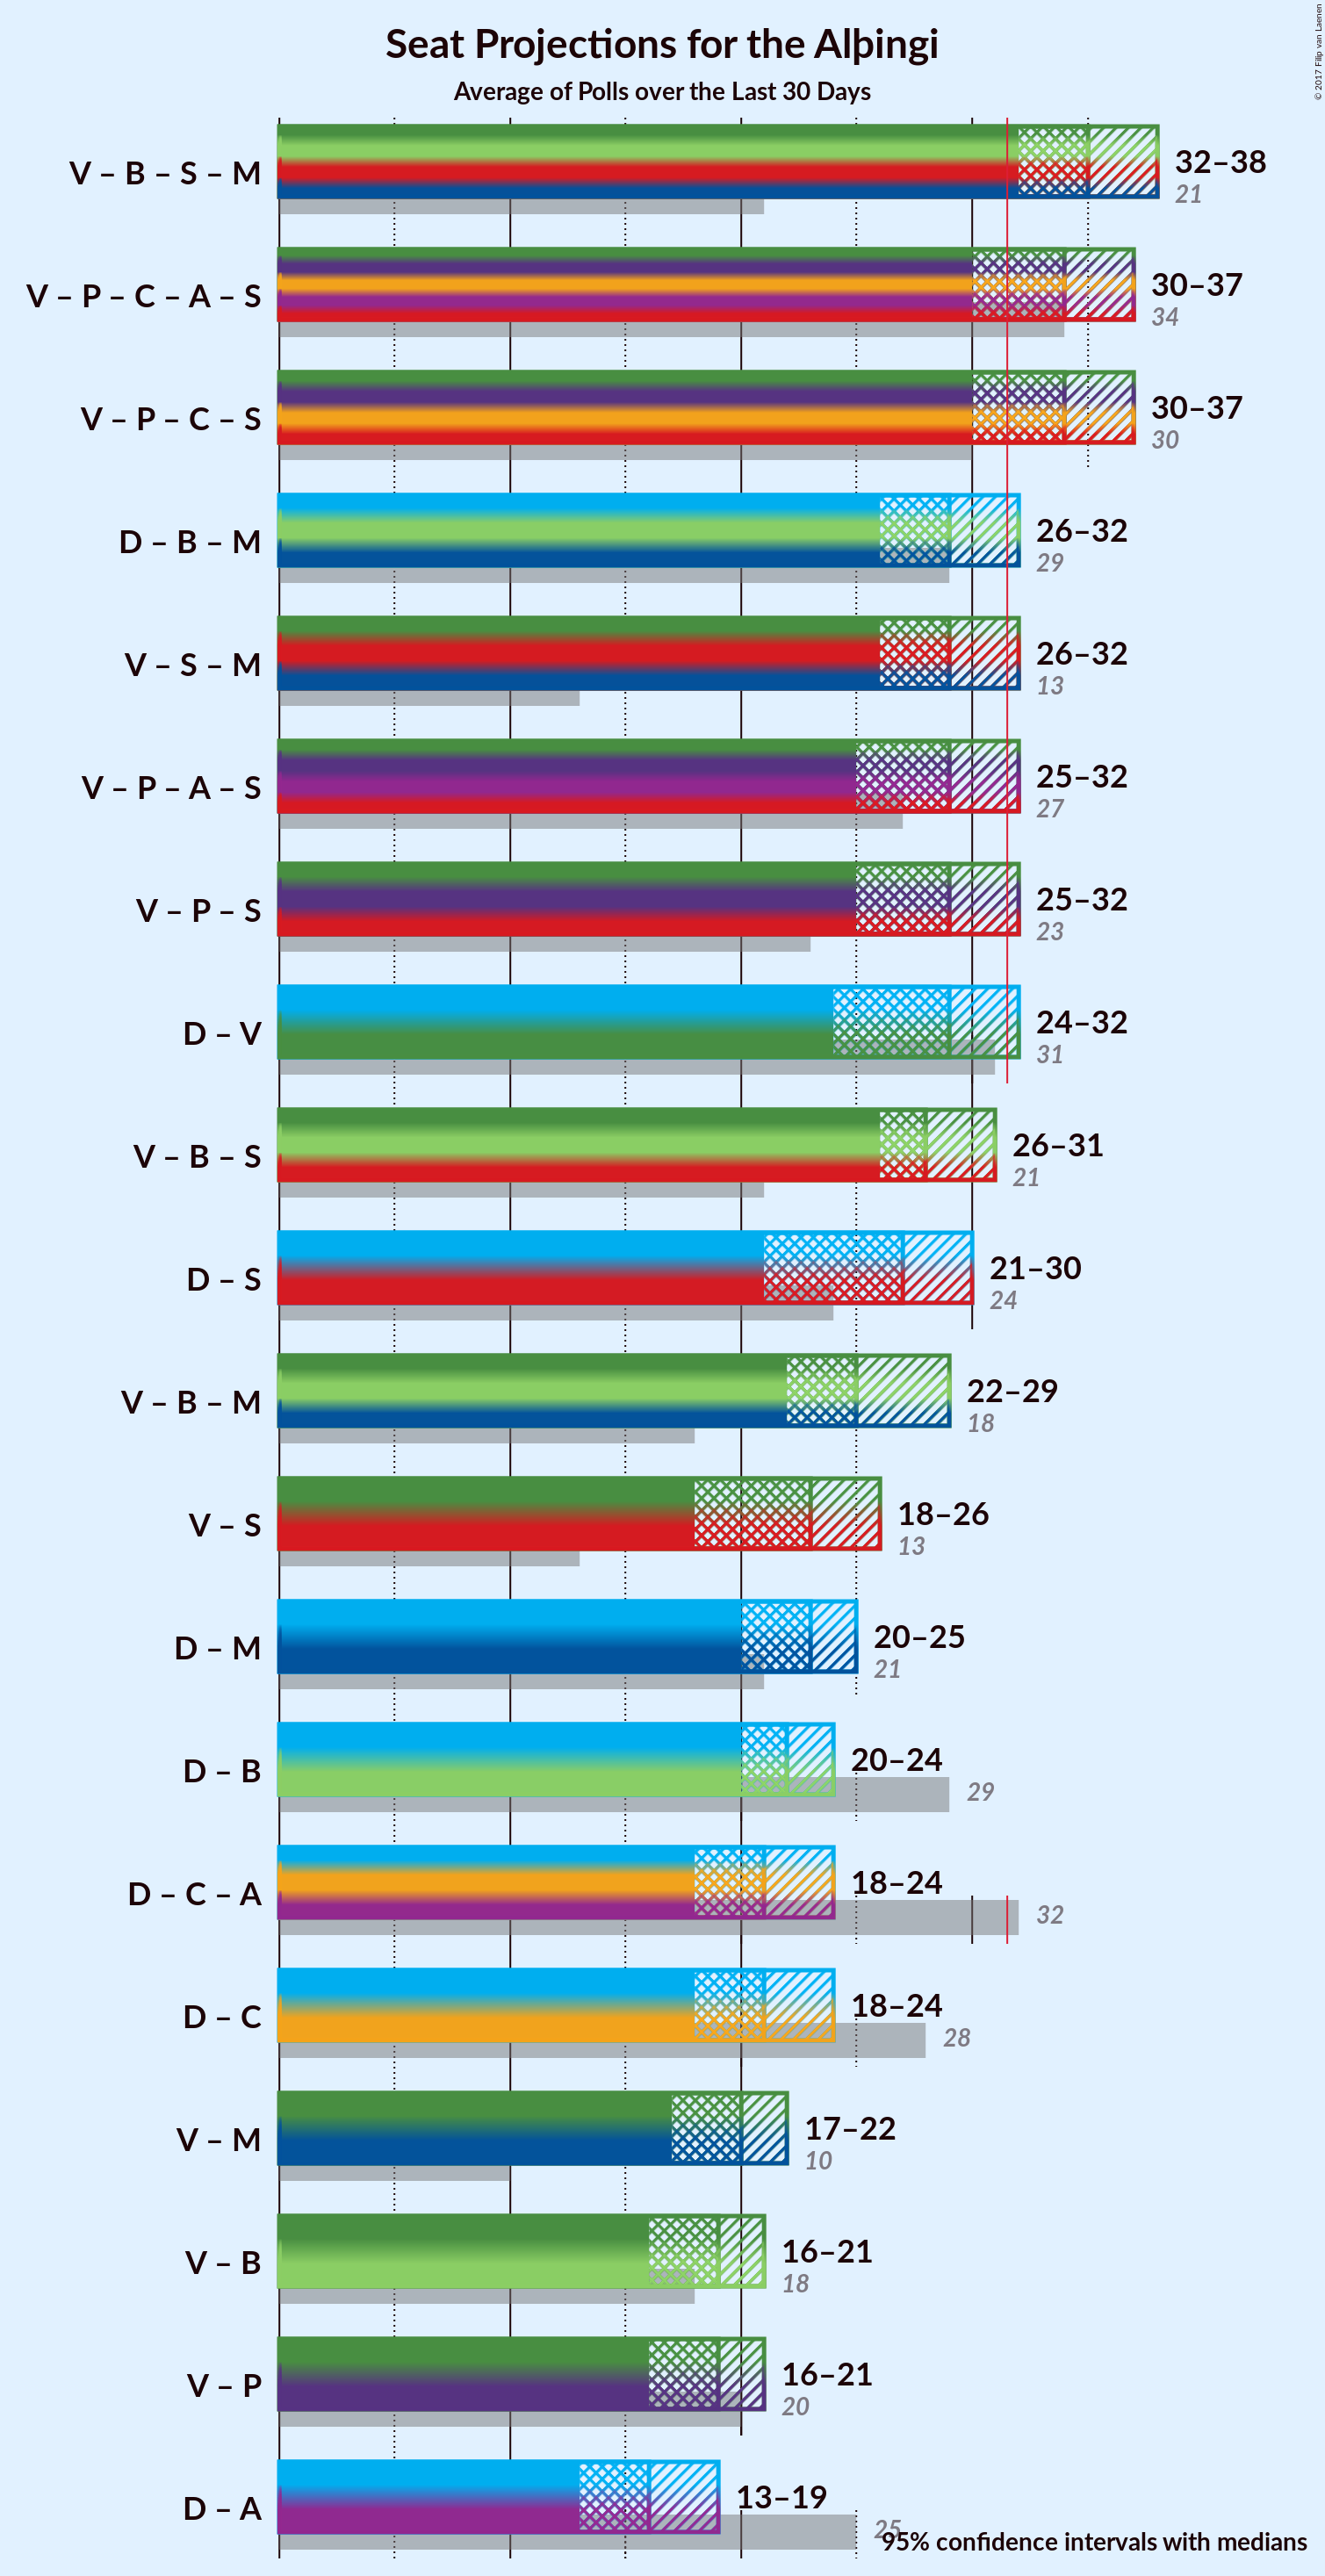 Seat Projections for the Alþingi
Average of Polls over the Last 30 Days
© 2017 Filip van Laenen
V – B – S – M
32–38
21
V – P – C – A – S
30–37
34
V – P – C – S
30–37
30
D – B – M
26–32
29
V – S – M
26–32
13
V – P – A – S
25–32
27
V – P – S
25–32
23
D – V
24–32
31
V – B – S
26–31
21
D – S
21–30
24
V – B – M
22–29
18
V – S
18–26
13
D – M
20–25
21
D – B
20–24
29
D – C – A
18–24
32
D – C
18–24
28
V – M
17–22
10
V – B
16–21
18
V – P
16–21
20
D – A
13–19
25
95% confidence intervals with medians